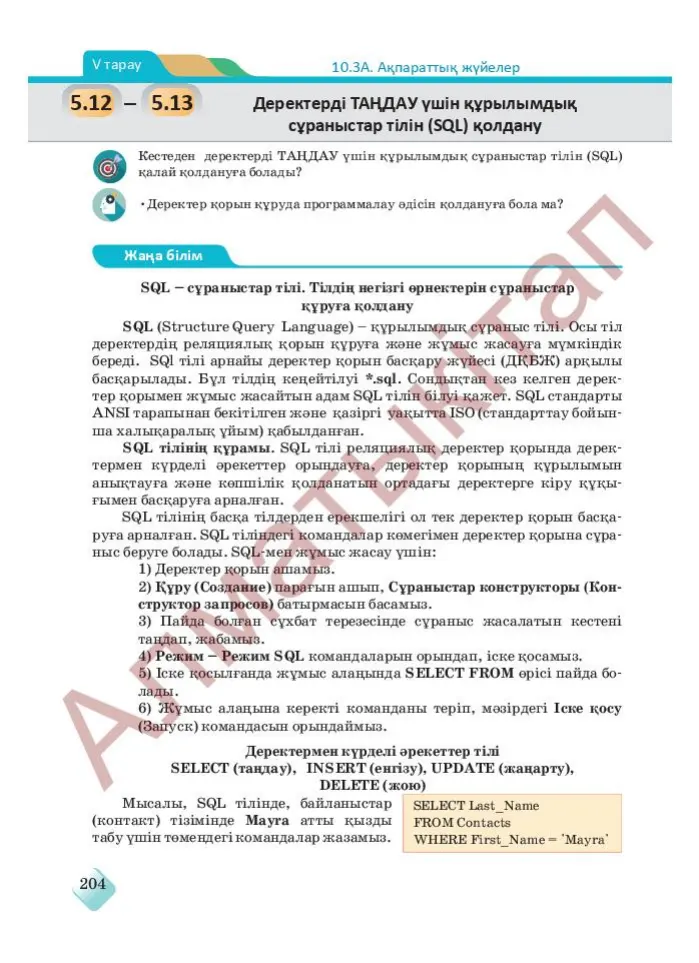 V тарау
10.3А. Ақпараттық жүйелер
5.12 – 5.13
Деректерді ТАҢДАУ үшін құрылымдық
сұраныстар тілін (SQL) қолдану
Кестеден деректерді ТАҢДАУ үшін құрылымдық сұраныстар тілін (SQL)
қалай қолдануға болады?
• Деректер қорын құруда программалау әдісін қолдануға бола ма?
Жаңа білім
SQL – сұраныстар тілі. Тілдің негізгі өрнектерін сұраныстар
құруға қолдану
SQL (Structure Query Language) – құрылымдық сұраныс тілі. Осы тіл
деректердің реляциялық қорын құруға және жұмыс жасауға мүмкіндік
береді. SQl тілі арнайы деректер қорын басқару жүйесі (ДҚБЖ) арқылы
басқарылады. Бұл тілдің кеңейтілуі *.sql. Сондықтан кез келген дерек-
тер қорымен жұмыс жасайтын адам SQL тілін білуі қажет. SQL стандарты
ANSI тарапынан бекітілген және қазіргі уақытта ISO (стандарттау бойын-
ша халықаралық ұйым) қабылданған.
SQL тілінің құрамы. SQL тілі реляциялық деректер қорында дерек-
термен күрделі әрекеттер орындауға, деректер қорының құрылымын
анықтауға және көпшілік қолданатын ортадағы деректерге кіру құқы-
ғымен басқаруға арналған.
SQL тілінің басқа тілдерден ерекшелігі ол тек деректер қорын басқа-
руға арналған. SQL тіліндегі командалар көмегімен деректер қорына сұра-
ныс беруге болады. SQL-мен жұмыс жасау үшін:
1) Деректер қорын ашамыз.
2) Құру (Создание) парағын ашып, Сұраныстар конструкторы (Кон-
структор запросов) батырмасын басамыз.
3) Пайда болған сұхбат терезесінде сұраныс жасалатын кестені
таңдап, жабамыз.
4) Режим – Режим SQL командаларын орындап, іске қосамыз.
5) Іске қосылғанда жұмыс алаңында SELECT FROM өрісі пайда бо-
лады.
6) Жұмыс алаңына керекті команданы теріп, мәзірдегі Іске қосу
(Запуск) командасын орындаймыз.
Деректермен күрделі әрекеттер тілі
SELECT (таңдау), INSERT (енгізу), UPDATE (жаңарту),
DELETE (жою)
Мысалы, SQL тілінде, байланыстар
(контакт) тізімінде Mayra атты қызды
табу үшін төмендегі командалар жазамыз.
SELECT Last_Name
FROM Contacts
WHERE First_Name = 'Mayra'
204
Алматыкітап